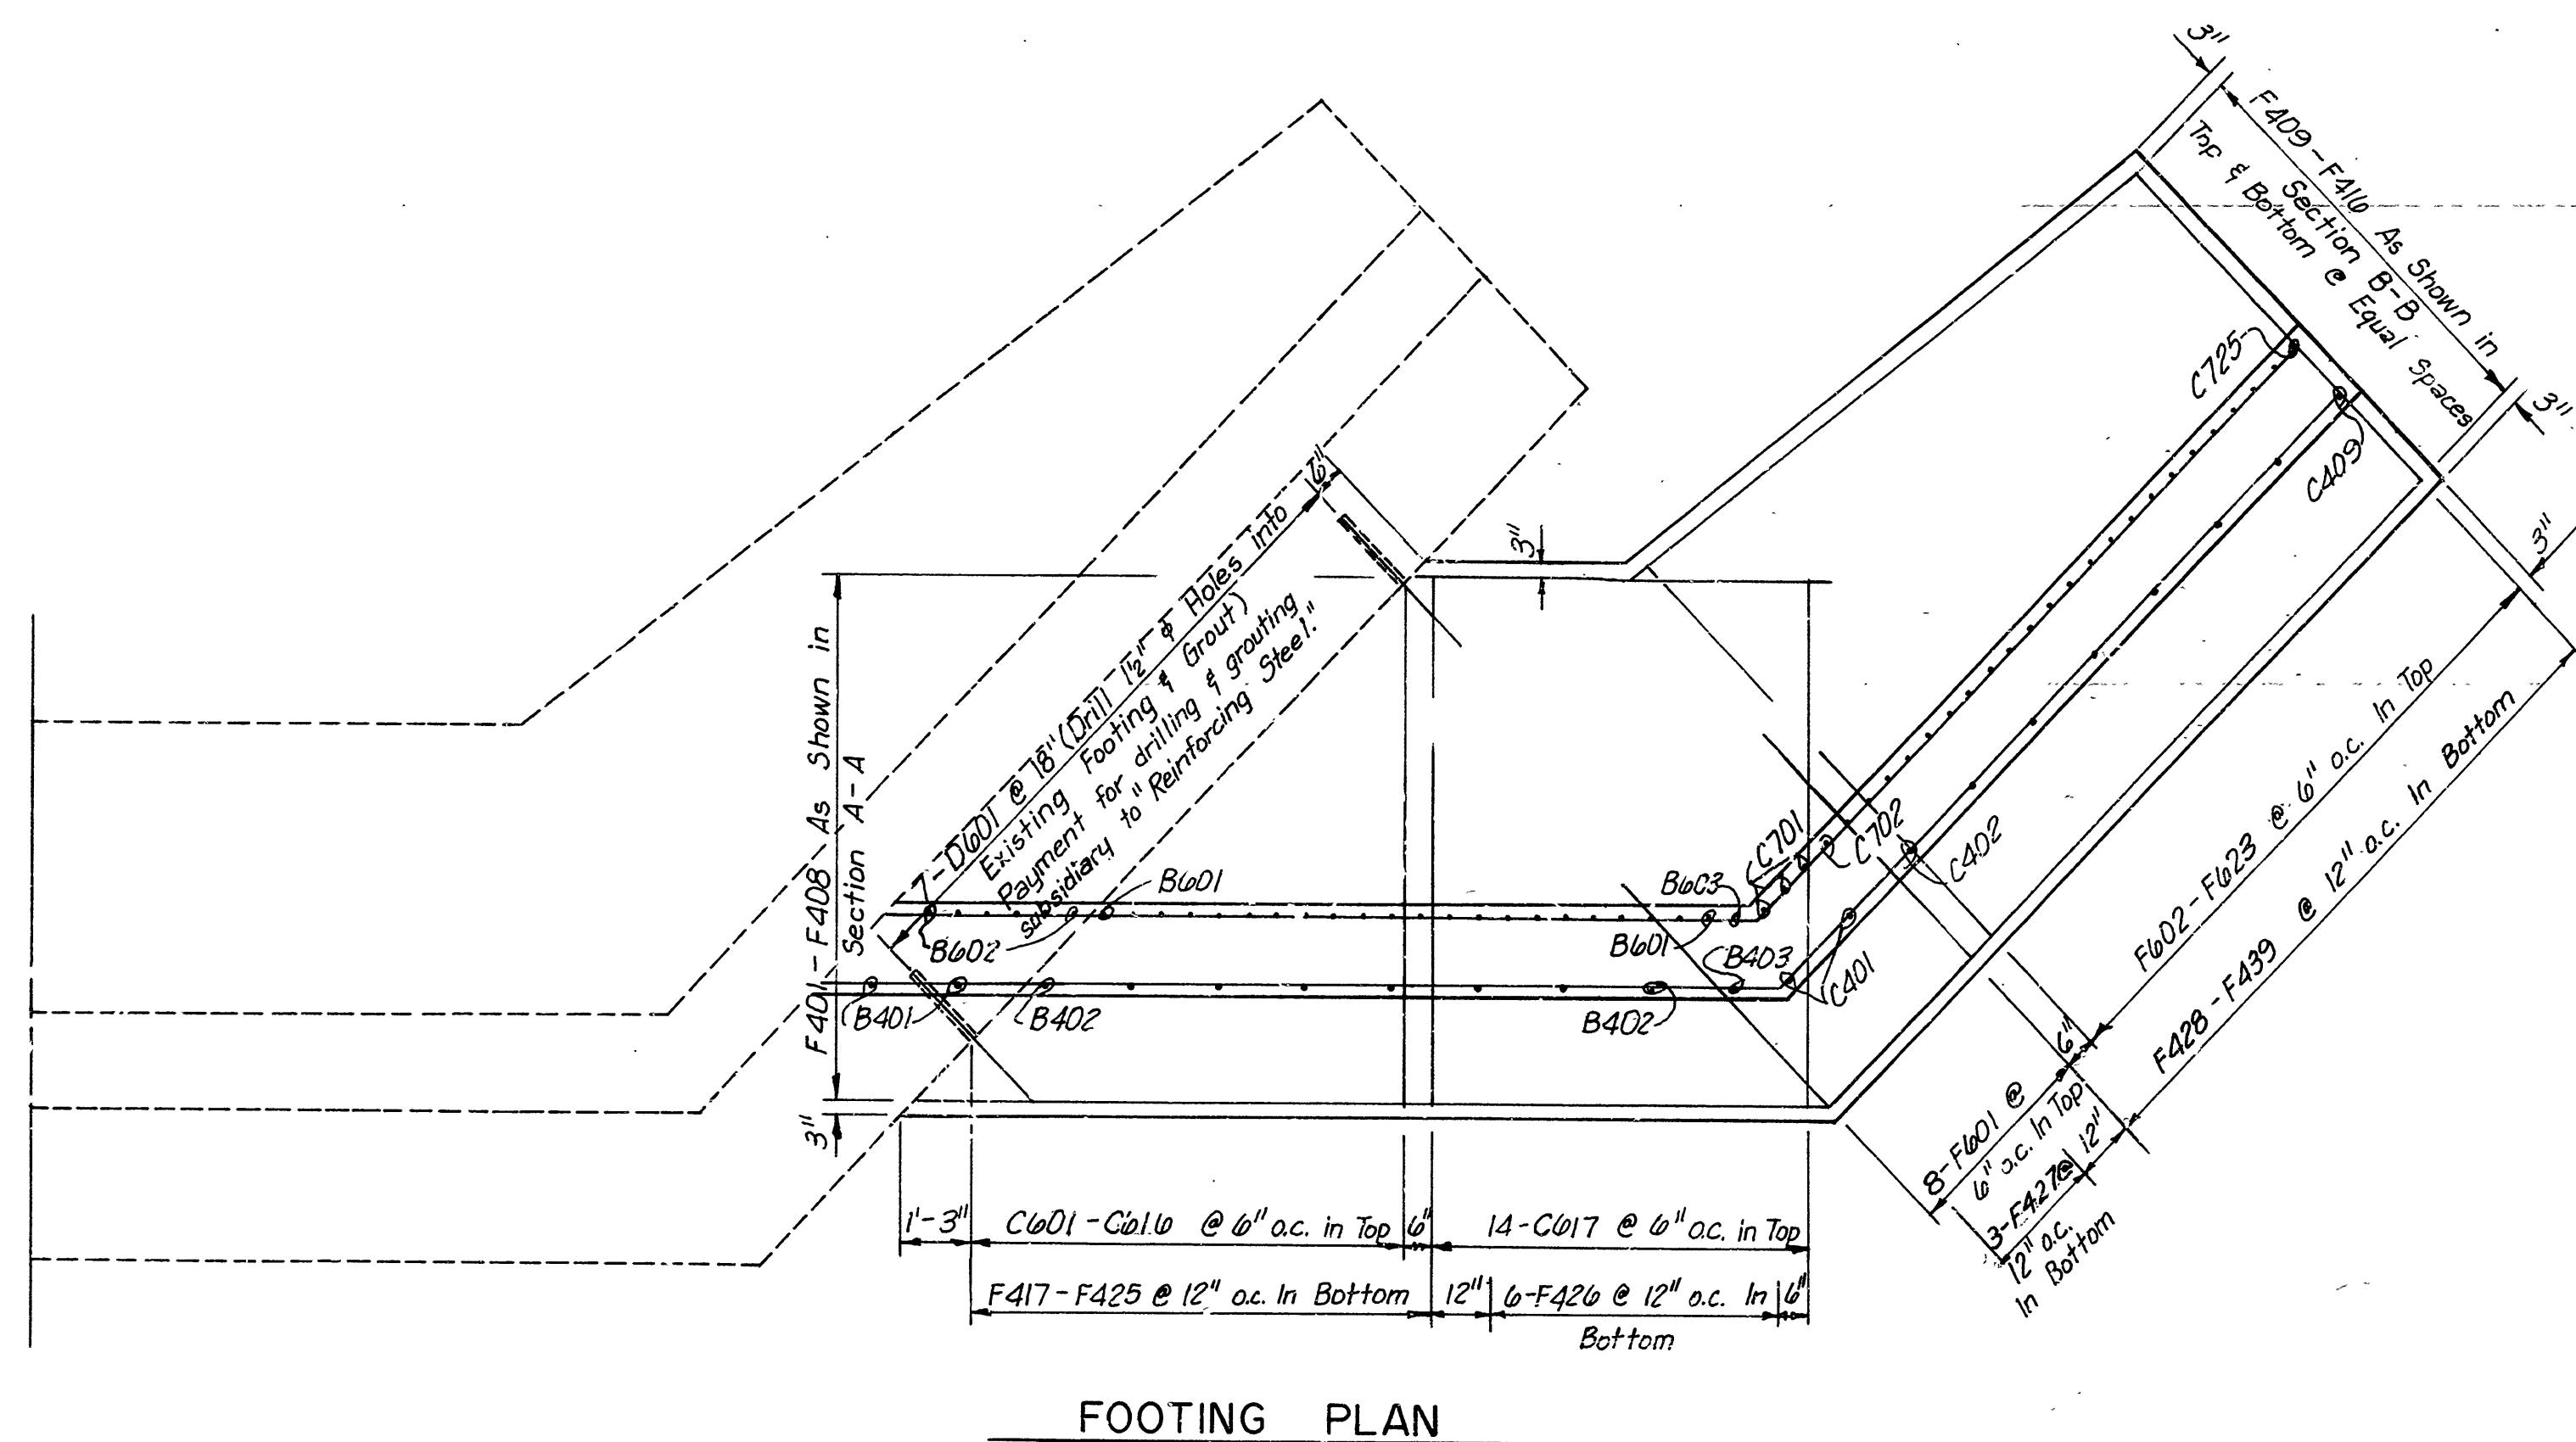 3"
F409-F416 As Shown in
Section B-B
Top & Bottom @ Equal Spaces
3"
C725
C409
3"
6"
3"
7-D601 @ 18" (Drill 1½" ϕ Holes into
Existing Footing & Grout)
Payment for drilling & grouting
subsidiary to "Reinforcing Steel."
F401-F408 As Shown in
Section A-A
3"
B601
B602
B401
B402
B603
B601
B403
B402
C701
C702
C402
C401
F602-F623 @ 6" o.c. In Top
F428-F439 @ 12" o.c. In Bottom
6"
8-F601 @
6" o.c. In Top
12"
3-F427@
12" o.c.
In Bottom
1'-3"
C601-C616 @ 6" o.c. in Top
6"
14-C617 @ 6" o.c. in Top
F417-F425 @ 12" o.c. In Bottom
12"
6-F426 @ 12" o.c. In
Bottom
6"
FOOTING PLAN